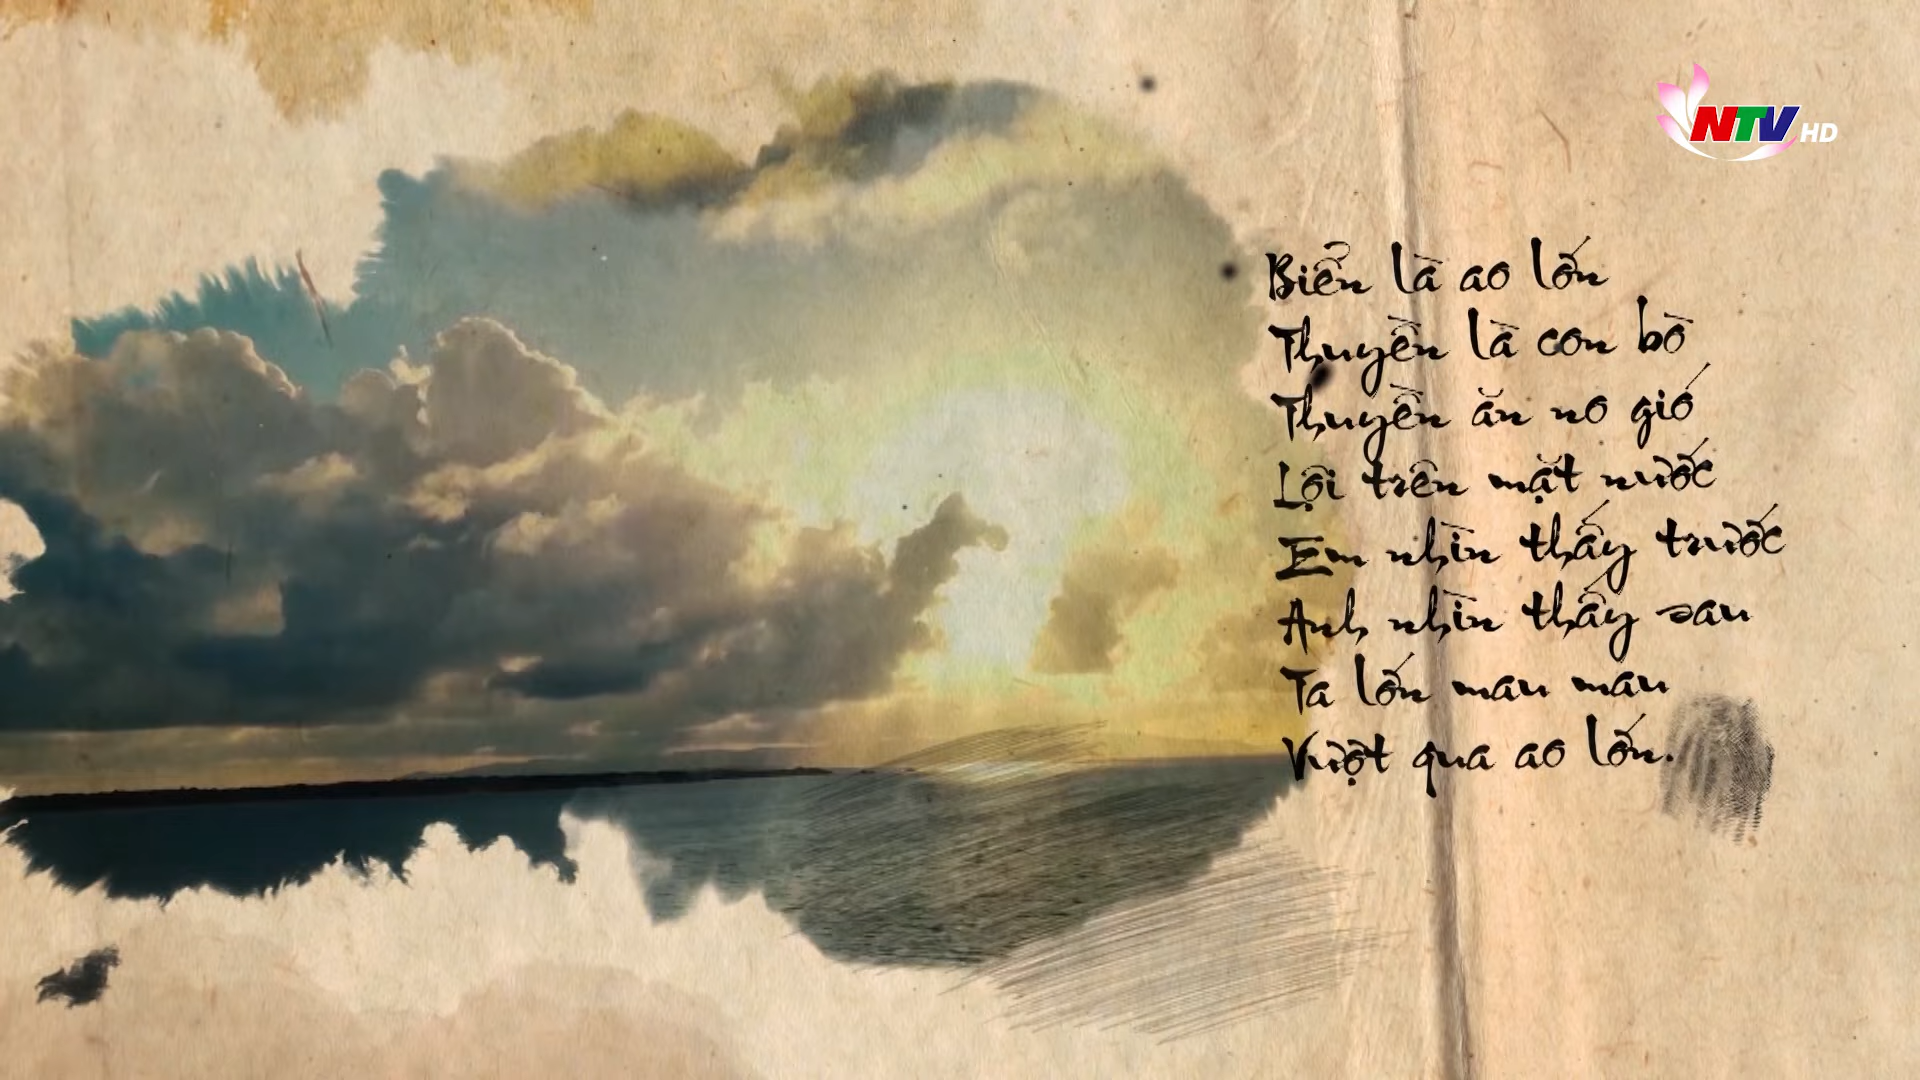 NTV HD
Biển là ao lớn
Thuyền là con bò
Thuyền ăn no gió
Lội trên mặt nước
Em nhìn thấy trước
Anh nhìn thấy sau
Ta lớn mau mau
Vượt qua ao lớn.